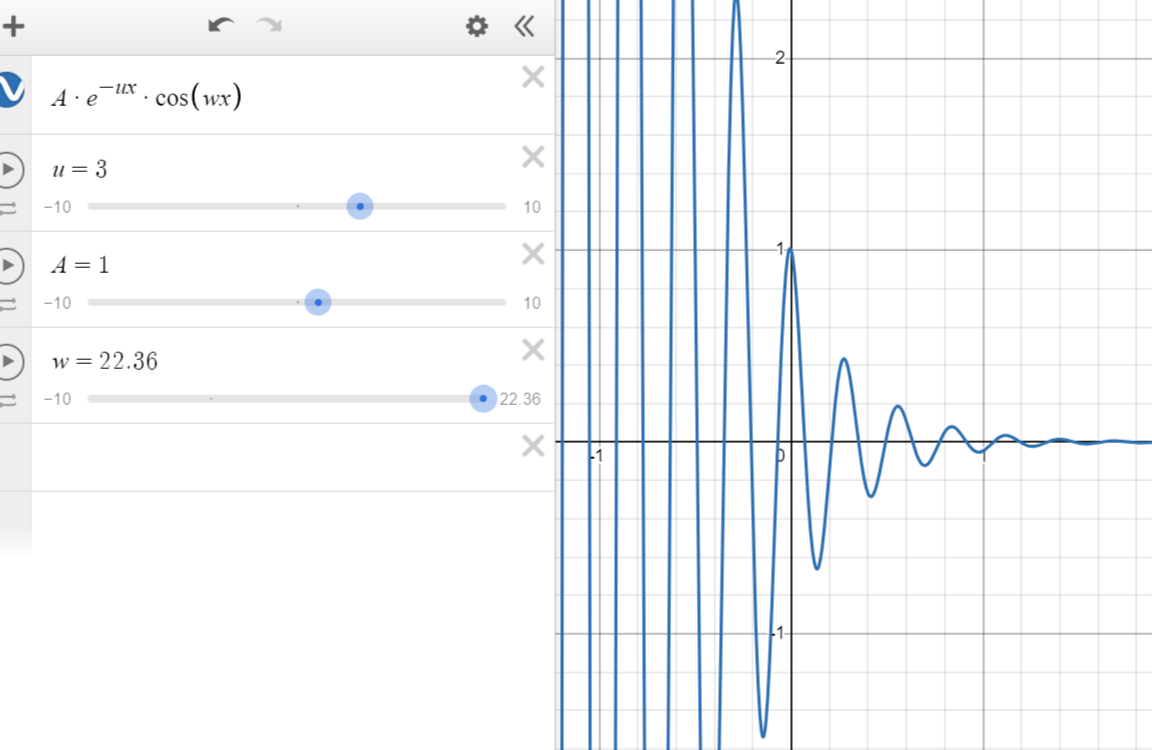 A · e^{−ux} · cos(wx)
u = 3
−10 10
A = 1
−10 10
w = 22.36
−10 22.36
2
1
-1 0 1
-1